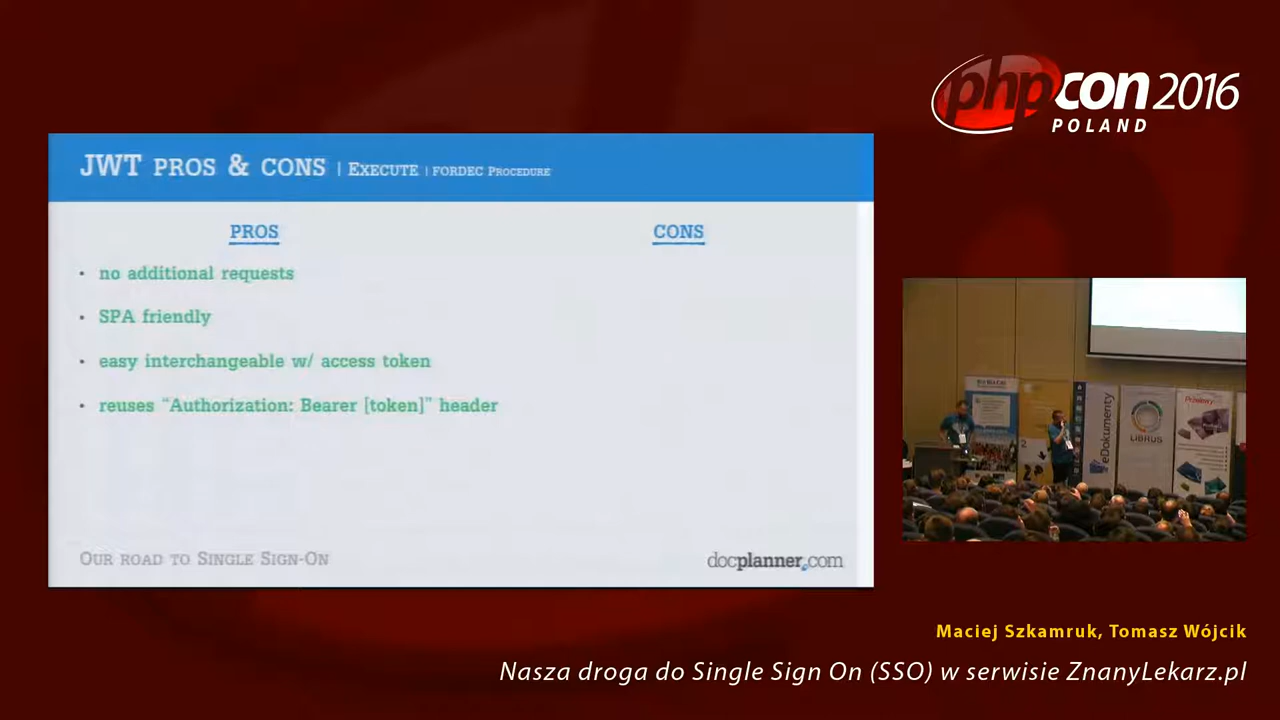 phpcon 2016
POLAND
JWT PROS & CONS | EXECUTE | FORDEC PROCEDURE
PROS
CONS
• no additional requests
• SPA friendly
• easy interchangeable w/ access token
• reuses “Authorization: Bearer [token]” header
OUR ROAD TO SINGLE SIGN-ON
docplanner.com
eDokumenty
LIBRUS
Maciej Szkamruk, Tomasz Wójcik
Nasza droga do Single Sign On (SSO) w serwisie ZnanyLekarz.pl